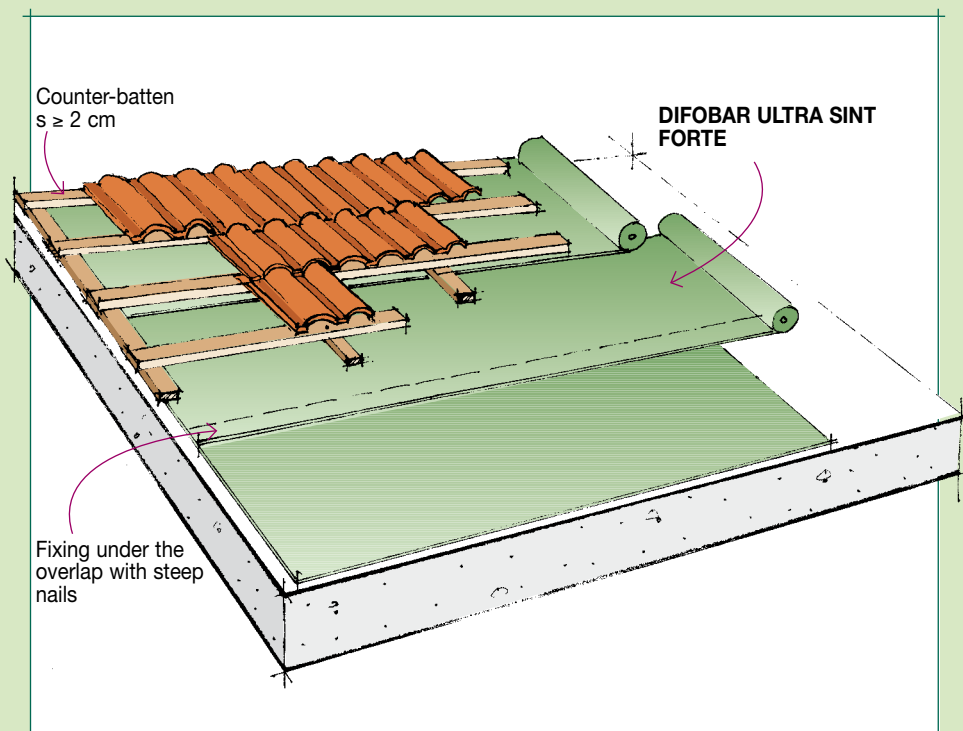 Counter-batten
s ≥ 2 cm
DIFOBAR ULTRA SINT
FORTE
Fixing under the
overlap with steep
nails